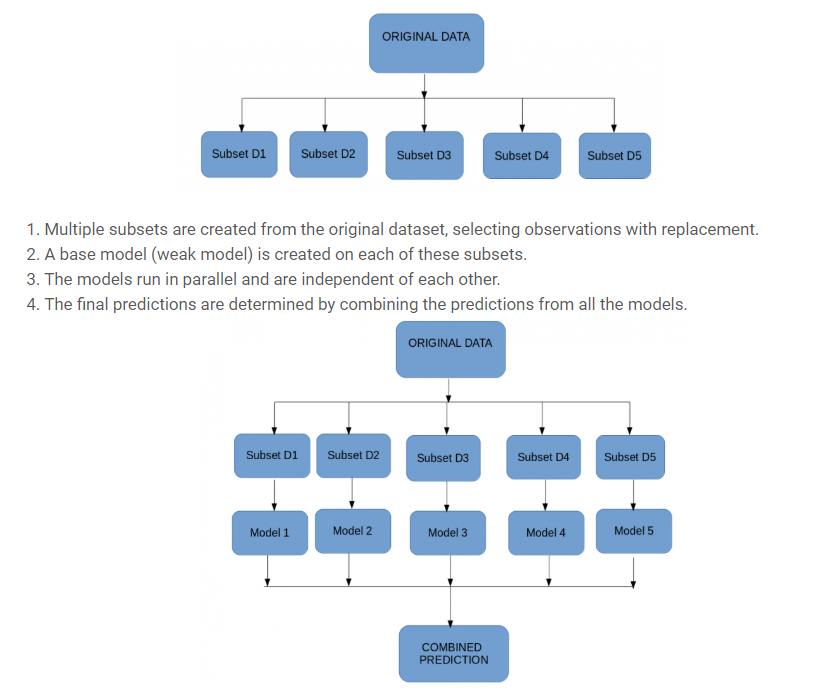 ORIGINAL DATA
Subset D1
Subset D2
Subset D3
Subset D4
Subset D5
1. Multiple subsets are created from the original dataset, selecting observations with replacement.
2. A base model (weak model) is created on each of these subsets.
3. The models run in parallel and are independent of each other.
4. The final predictions are determined by combining the predictions from all the models.
ORIGINAL DATA
Subset D1
Subset D2
Subset D3
Subset D4
Subset D5
Model 1
Model 2
Model 3
Model 4
Model 5
COMBINED
PREDICTION